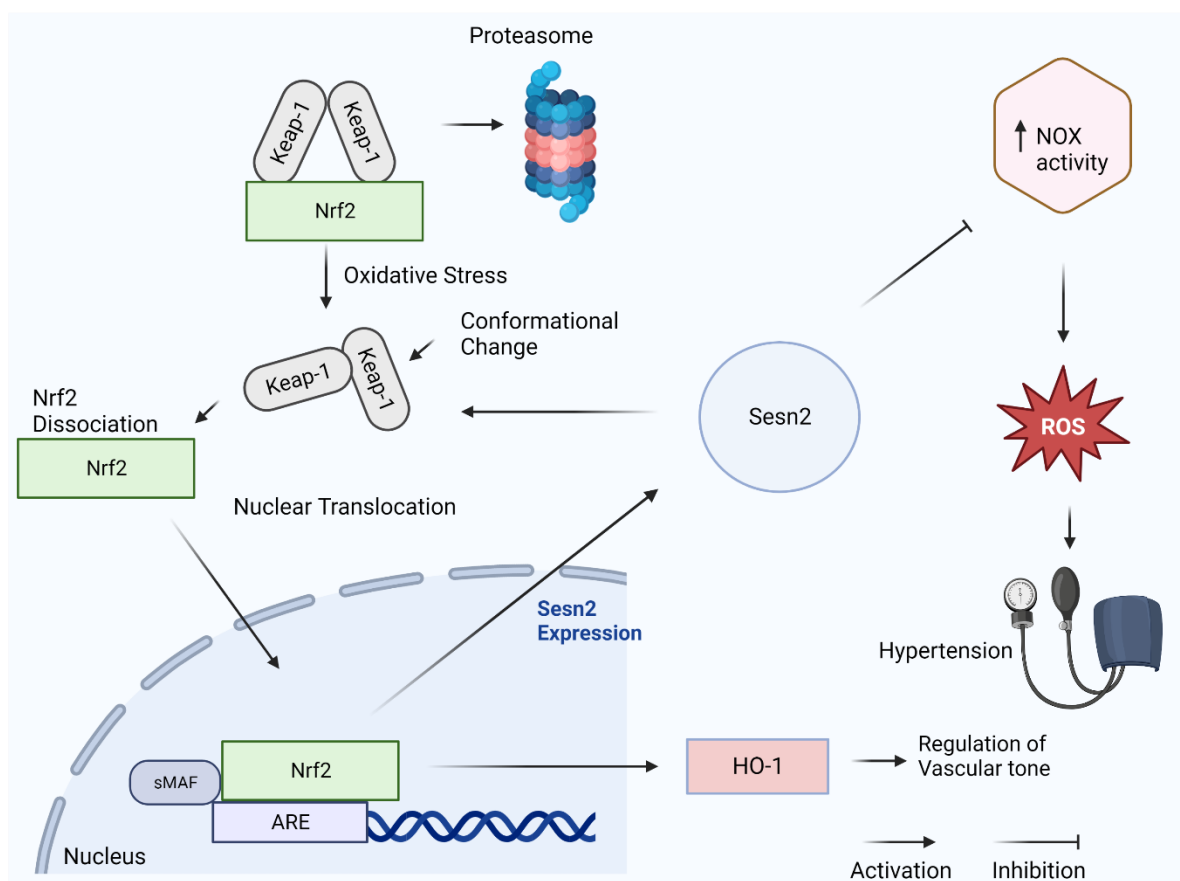 Proteasome
Keap-1
Keap-1
Nrf2
NOX
activity
Oxidative Stress
Conformational
Change
Keap-1
Keap-1
Nrf2
Dissociation
Nrf2
Sesn2
ROS
Nuclear Translocation
Sesn2
Expression
Hypertension
Nrf2
sMAF
ARE
HO-1
Regulation of
Vascular tone
Nucleus
Activation
Inhibition